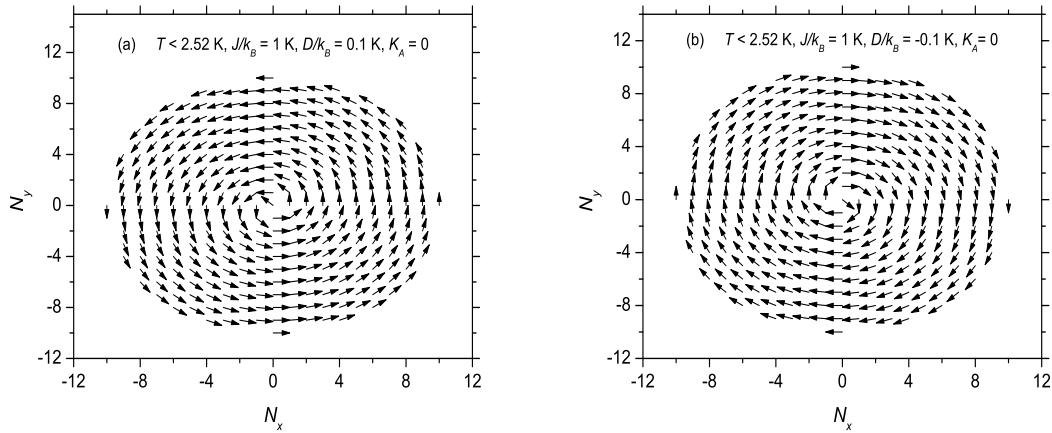 (a) T < 2.52 K, J/k_B = 1 K, D/k_B = 0.1 K, K_A = 0
12
8
4
0
-4
-8
-12
N_y
-12 -8 -4 0 4 8 12
N_x
(b) T < 2.52 K, J/k_B = 1 K, D/k_B = -0.1 K, K_A = 0
12
8
4
0
-4
-8
-12
N_y
-12 -8 -4 0 4 8 12
N_x